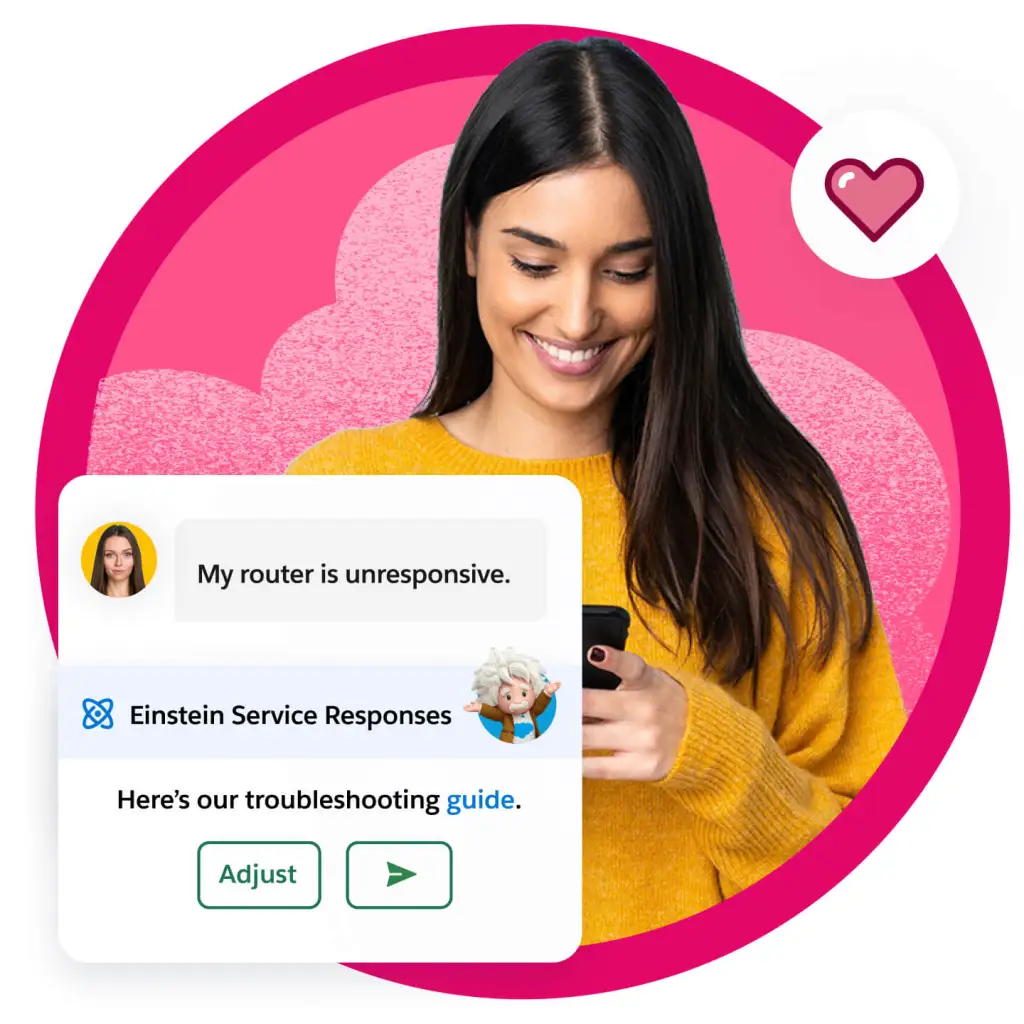 My router is unresponsive.
Einstein Service Responses
Here’s our troubleshooting guide.
Adjust